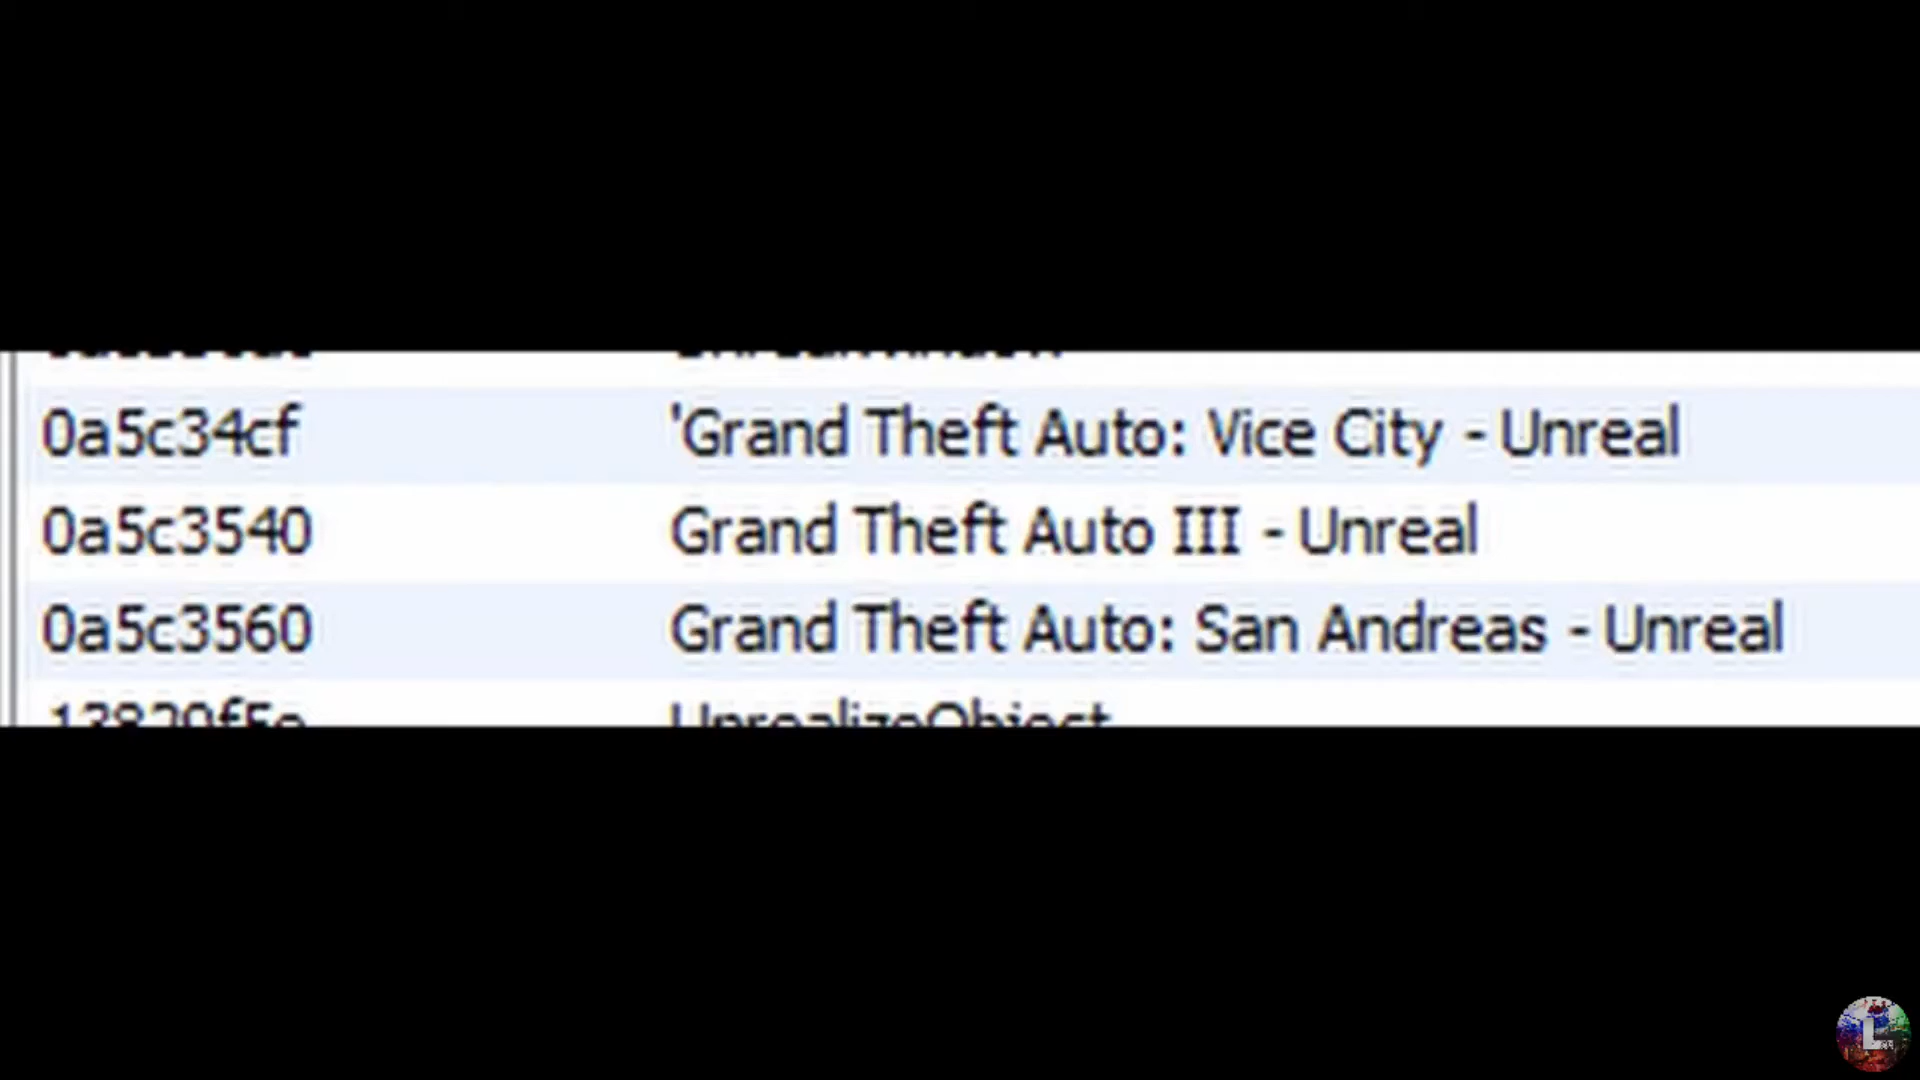 0a5c34cf 'Grand Theft Auto: Vice City - Unreal
0a5c3540 Grand Theft Auto III - Unreal
0a5c3560 Grand Theft Auto: San Andreas - Unreal
UnrealizeObject
L